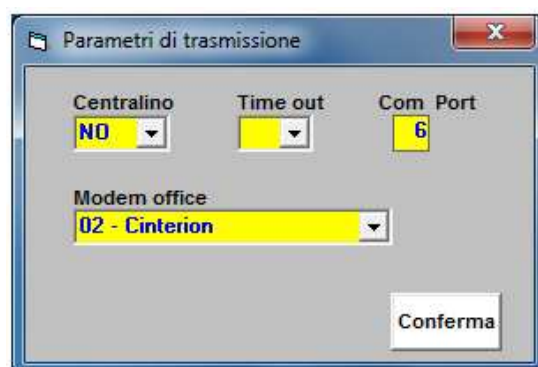 Parametri di trasmissione
Centralino Time out Com Port
NO 6
Modem office
02 - Cinterion
Conferma